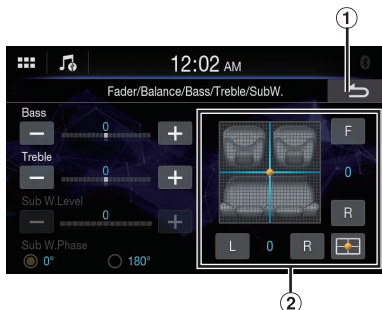 ①
12:02 AM
Fader/Balance/Bass/Treble/SubW.
Bass
− 0 +
F
Treble
0
− 0 +
Sub W.Level
− 0 +
R
Sub W.Phase
0° 180°
L 0 R
②